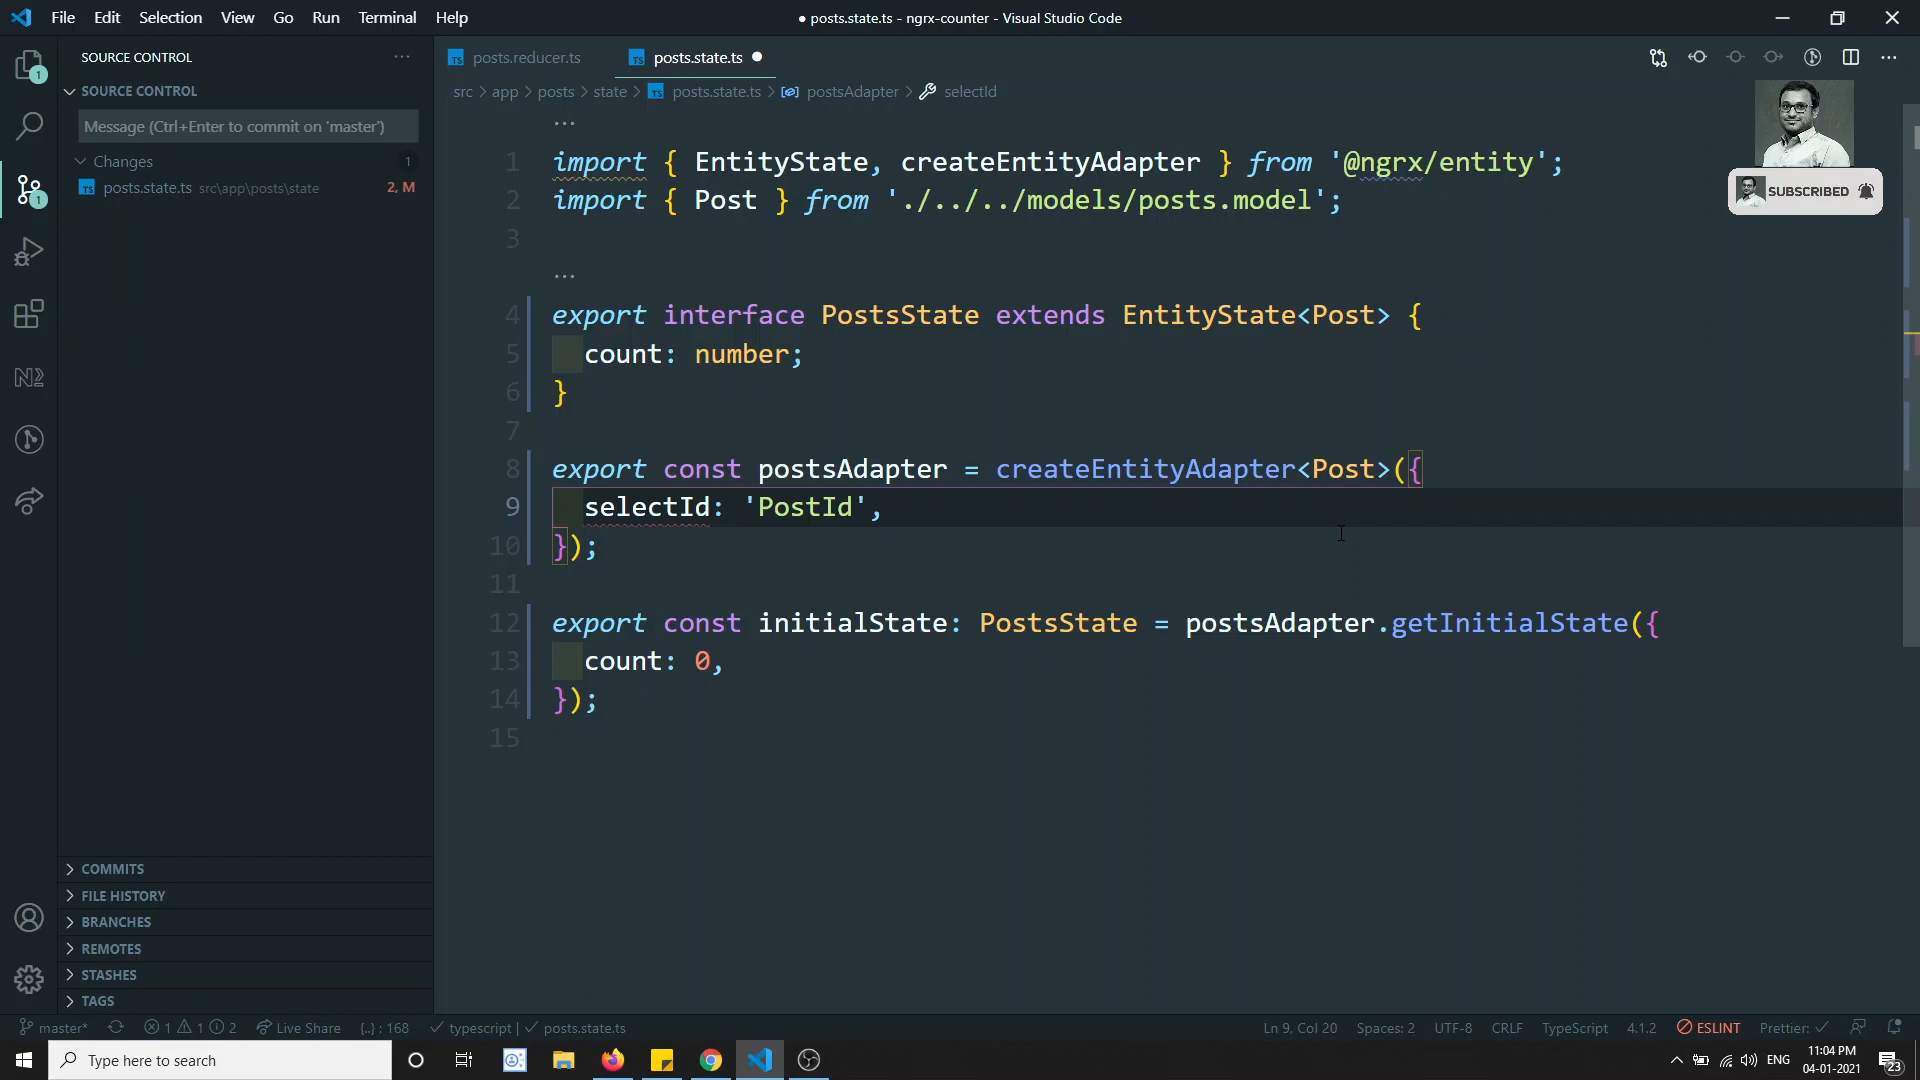 File Edit Selection View Go Run Terminal Help
● posts.state.ts - ngrx-counter - Visual Studio Code
SOURCE CONTROL
SOURCE CONTROL
Message (Ctrl+Enter to commit on 'master')
Changes 1
TS posts.state.ts src\app\posts\state 2, M
1
1
COMMITS
FILE HISTORY
BRANCHES
REMOTES
STASHES
TAGS
TS posts.reducer.ts TS posts.state.ts ●
src > app > posts > state > TS posts.state.ts > postsAdapter > selectId
...
1 import { EntityState, createEntityAdapter } from '@ngrx/entity';
2 import { Post } from './../../models/posts.model';
3
...
4 export interface PostsState extends EntityState<Post> {
5 count: number;
6 }
7
8 export const postsAdapter = createEntityAdapter<Post>({
9 selectId: 'PostId',
10 });
11
12 export const initialState: PostsState = postsAdapter.getInitialState({
13 count: 0,
14 });
15
SUBSCRIBED
master* 1 1 2 Live Share {..} : 168 typescript | posts.state.ts
Ln 9, Col 20 Spaces: 2 UTF-8 CRLF TypeScript 4.1.2 ESLINT Prettier: ✓
Type here to search
ENG 11:04 PM
04-01-2021
23